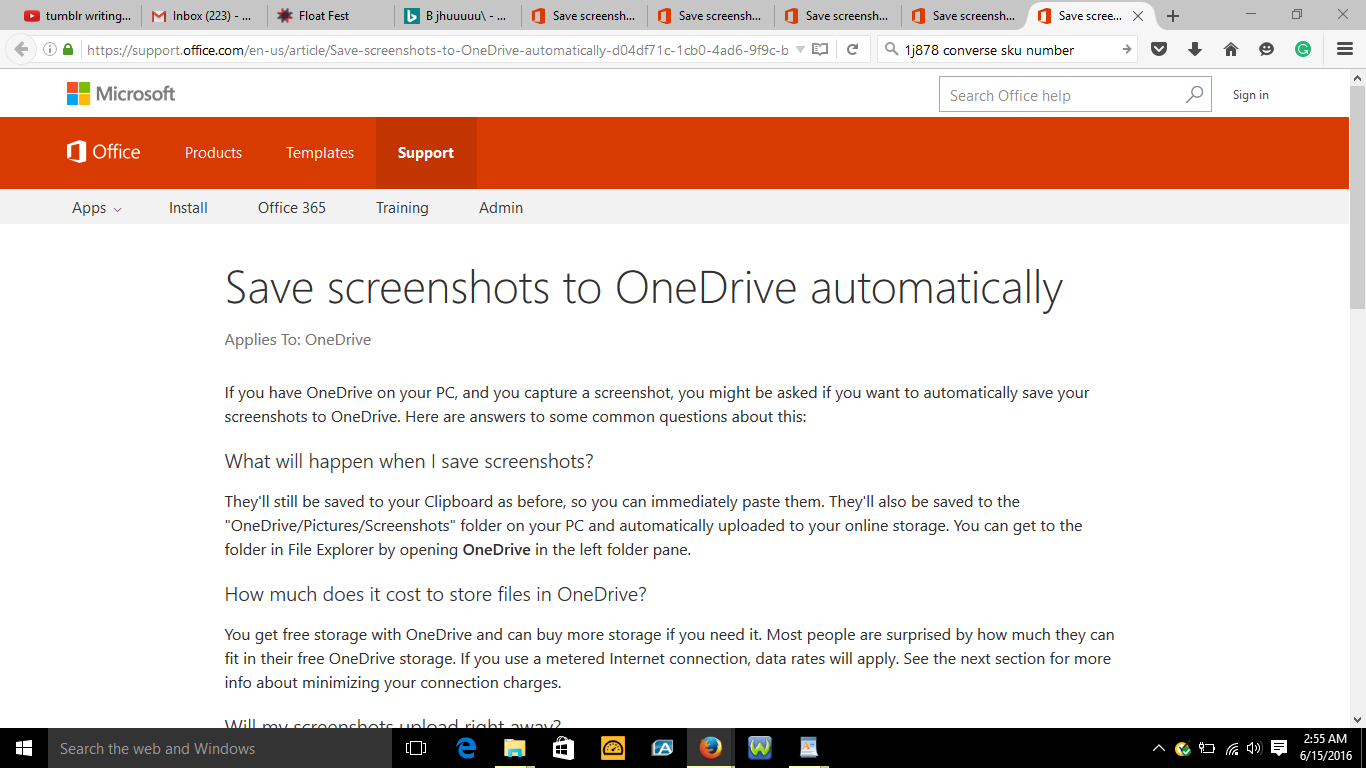 tumblr writing...
Inbox (223) - ...
Float Fest
B jhuuuuu\ - ...
Save screensh...
Save screensh...
Save screensh...
Save screensh...
Save scree...
https://support.office.com/en-us/article/Save-screenshots-to-OneDrive-automatically-d04df71c-1cb0-4ad6-9f9c-b
1j878 converse sku number
Microsoft
Search Office help
Sign in
Office
Products
Templates
Support
Apps
Install
Office 365
Training
Admin
Save screenshots to OneDrive automatically
Applies To: OneDrive
If you have OneDrive on your PC, and you capture a screenshot, you might be asked if you want to automatically save your
screenshots to OneDrive. Here are answers to some common questions about this:
What will happen when I save screenshots?
They'll still be saved to your Clipboard as before, so you can immediately paste them. They'll also be saved to the
"OneDrive/Pictures/Screenshots" folder on your PC and automatically uploaded to your online storage. You can get to the
folder in File Explorer by opening OneDrive in the left folder pane.
How much does it cost to store files in OneDrive?
You get free storage with OneDrive and can buy more storage if you need it. Most people are surprised by how much they can
fit in their free OneDrive storage. If you use a metered Internet connection, data rates will apply. See the next section for more
info about minimizing your connection charges.
Will my screenshots upload right away?
Search the web and Windows
2:55 AM
6/15/2016